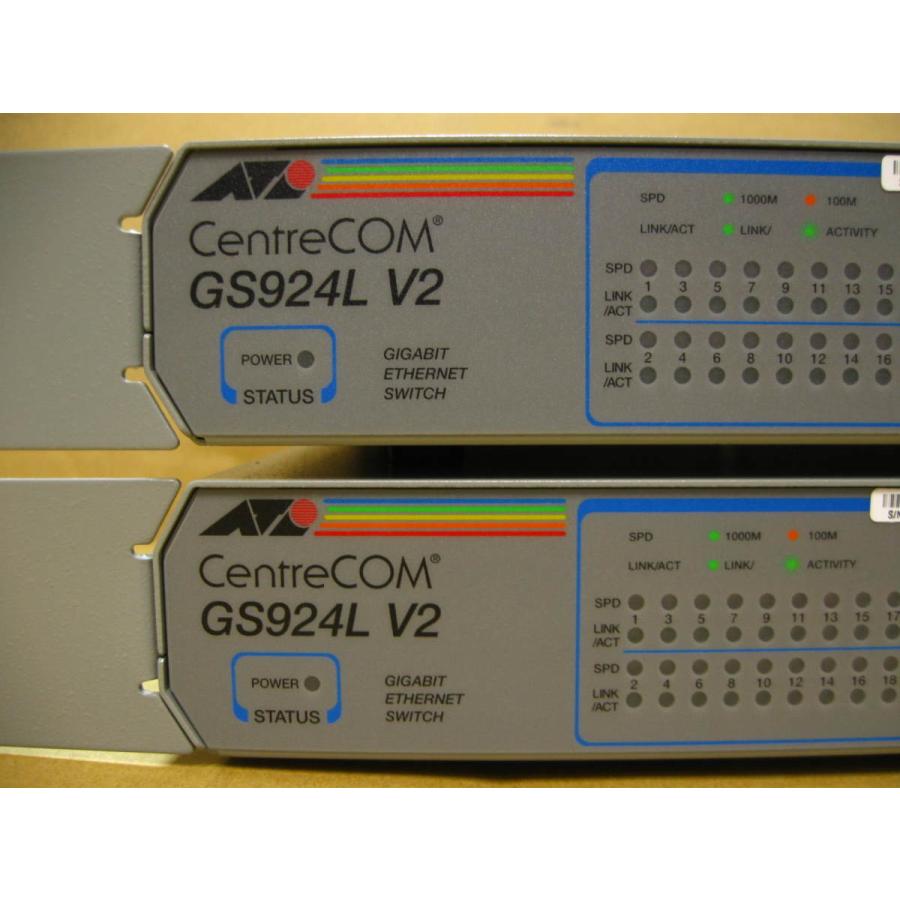 CentreCOM®
GS924L V2
POWER
STATUS
GIGABIT
ETHERNET
SWITCH
SPD 1000M 100M
LINK/ACT LINK/ ACTIVITY
SPD
1 3 5 7 9 11 13 15
LINK
/ACT
SPD
2 4 6 8 10 12 14 16
LINK
/ACT
CentreCOM®
GS924L V2
POWER
STATUS
GIGABIT
ETHERNET
SWITCH
S/N
SPD 1000M 100M
LINK/ACT LINK/ ACTIVITY
SPD
1 3 5 7 9 11 13 15 17
LINK
/ACT
SPD
2 4 6 8 10 12 14 16 18
LINK
/ACT